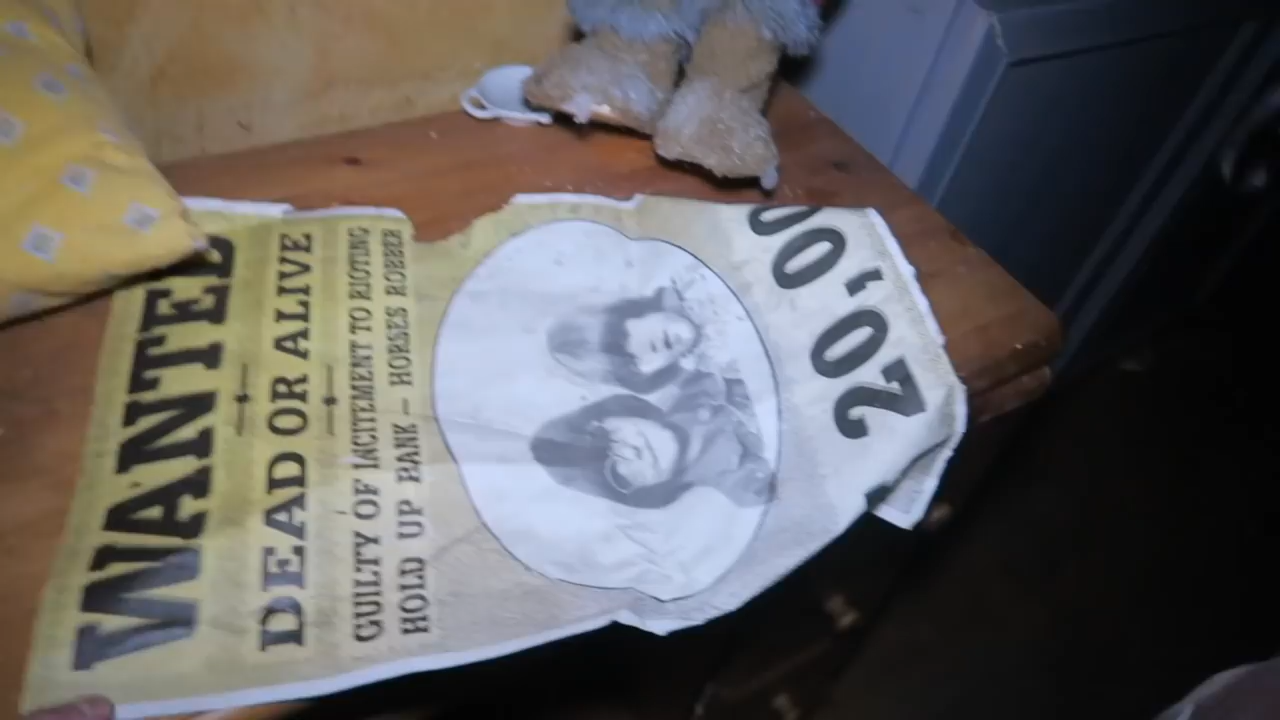 WANTED
DEAD OR ALIVE
GUILTY OF INCITEMENT TO RIOTING
HOLD UP BANK – HORSES ROBBER
20,00